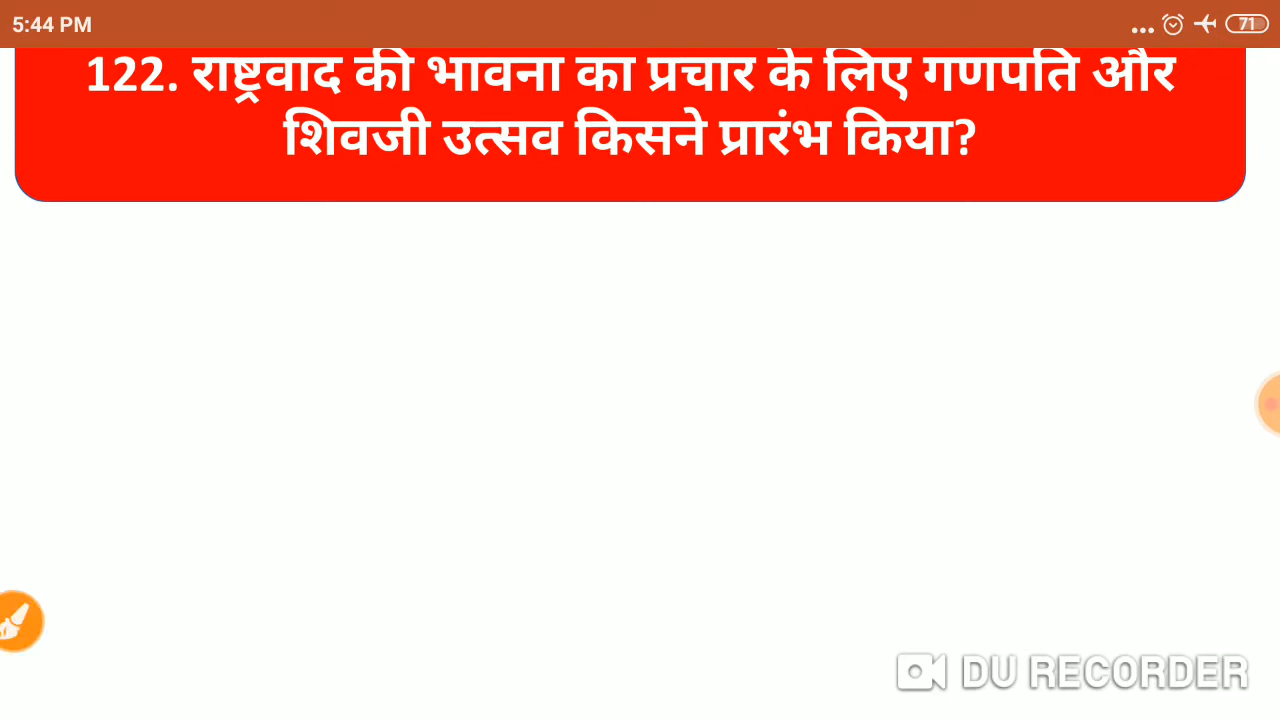 5:44 PM
71
122. राष्ट्रवाद की भावना का प्रचार के लिए गणपति और
शिवजी उत्सव किसने प्रारंभ किया?
DU RECORDER